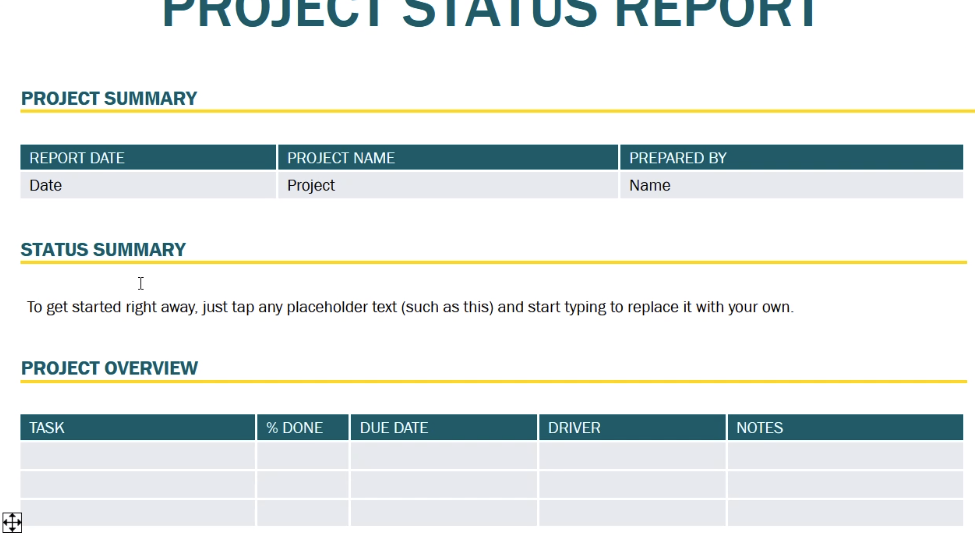 PROJECT STATUS REPORT
PROJECT SUMMARY
REPORT DATE PROJECT NAME PREPARED BY
Date Project Name
STATUS SUMMARY
To get started right away, just tap any placeholder text (such as this) and start typing to replace it with your own.
PROJECT OVERVIEW
TASK % DONE DUE DATE DRIVER NOTES